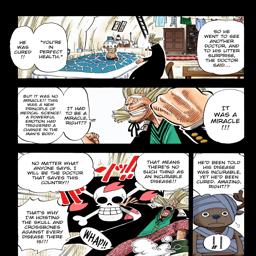 SO HE WENT
TO SEE
ANOTHER
DOCTOR,
AND TO HIS
UTTER
SURPRISE,
THE DOCTOR
SAID...
"YOU'RE
IN PERFECT
HEALTH."
HE
WAS
CURED
!!
IT WAS A
MIRACLE
!!!
IT HAD
TO BE A
MIRACLE,
RIGHT!?
BUT IT WAS NO
MIRACLE!! THIS
WAS A NEW
PRINCIPLE OF
MEDICAL SCIENCE!
A POWERFUL
EMOTION HAD
TRIGGERED A
CHANGE IN THE
MAN'S BODY.
HE'D BEEN TOLD
HIS DISEASE
WAS INCURABLE,
YET HE'D BEEN
CURED. AMAZING,
RIGHT!?
THAT MEANS
THERE'S NO
SUCH THING AS
AN INCURABLE
DISEASE!!
NO MATTER WHAT
ANYONE SAYS, I
WILL BE THE DOCTOR
THAT SAVES THIS
COUNTRY!!!
THAT'S WHY
I'M HOISTING
THE SKULL AND
CROSSBONES
AGAINST EVERY
DISEASE THERE
IS!!!
WHAP!!